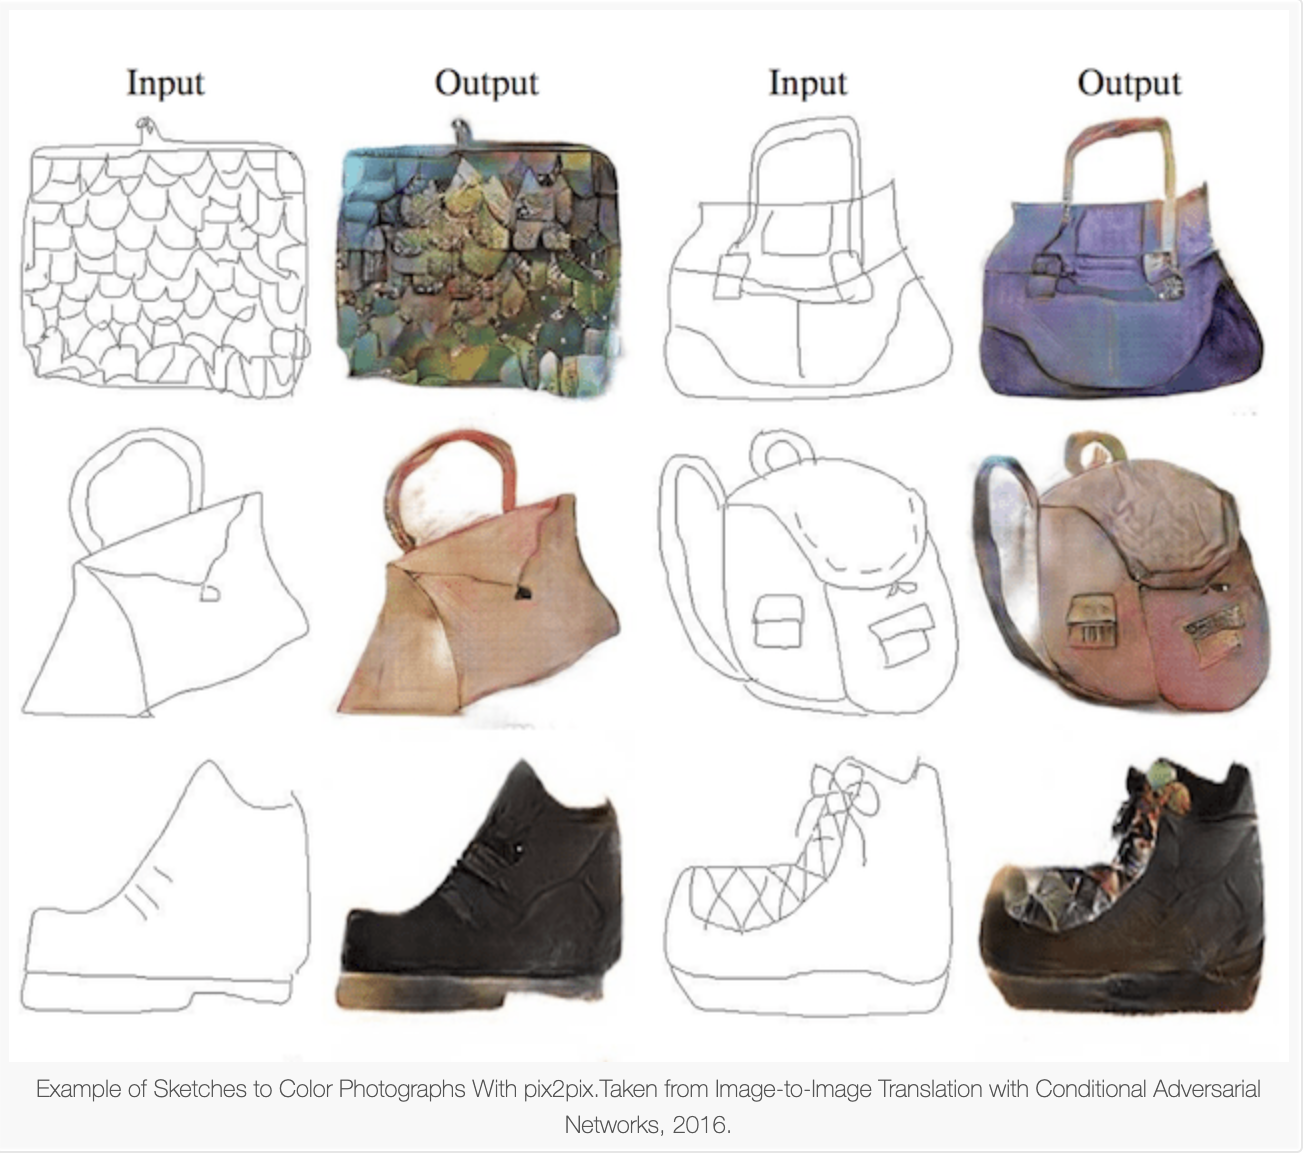 Input Output Input Output
Example of Sketches to Color Photographs With pix2pix.Taken from Image-to-Image Translation with Conditional Adversarial
Networks, 2016.